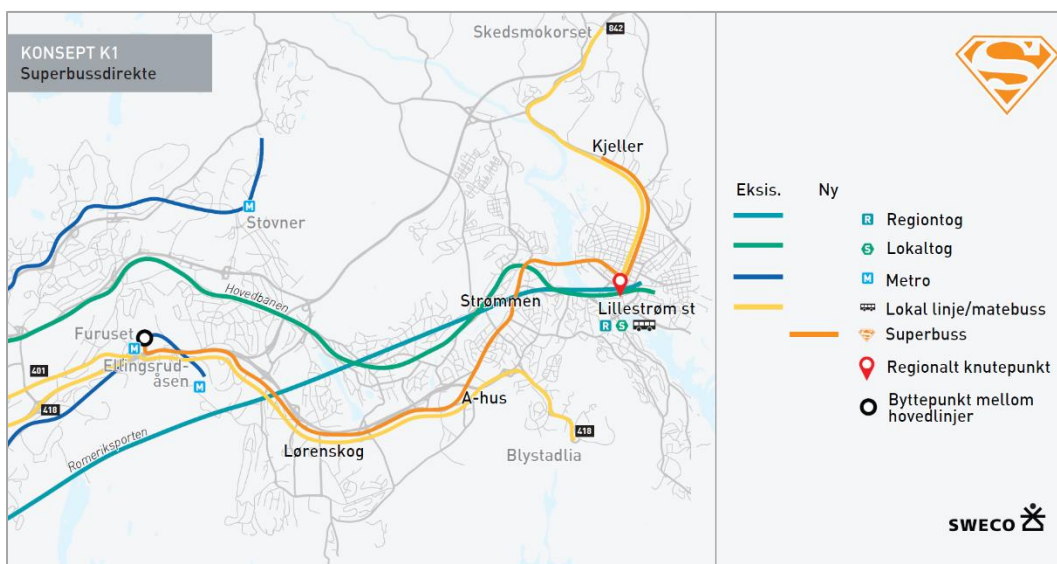 KONSEPT K1
Superbussdirekte
Skedsmokorset
842
Kjeller
Stovner
M
Hovedbanen
Strømmen
Lillestrøm st
R S
Furuset
M
Ellingsrud-
åsen
M
481
418
A-hus
Romeriksporten
Lørenskog
Blystadlia
418
S
Eksis. Ny
R Regiontog
S Lokaltog
M Metro
Lokal linje/matebuss
S Superbuss
Regionalt knutepunkt
Byttepunkt mellom
hovedlinjer
SWECO